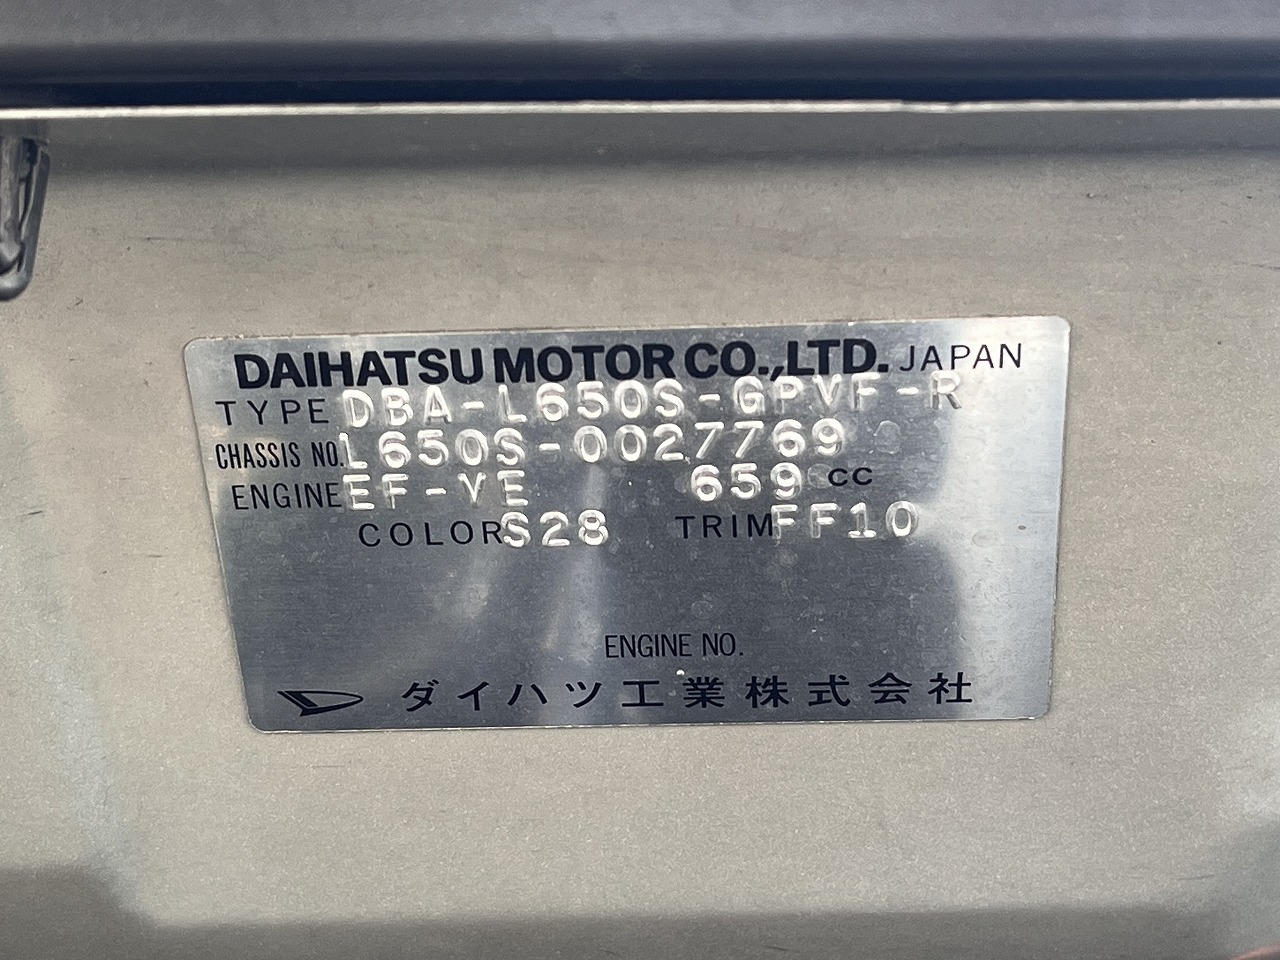 DAIHATSU MOTOR CO.,LTD. JAPAN
TYPE DBA-L650S-GPVF-R
CHASSIS NO. L650S-0027769
ENGINE EF-VE 659 CC
COLOR S28 TRIM FF10
ENGINE NO.
ダイハツ工業株式会社